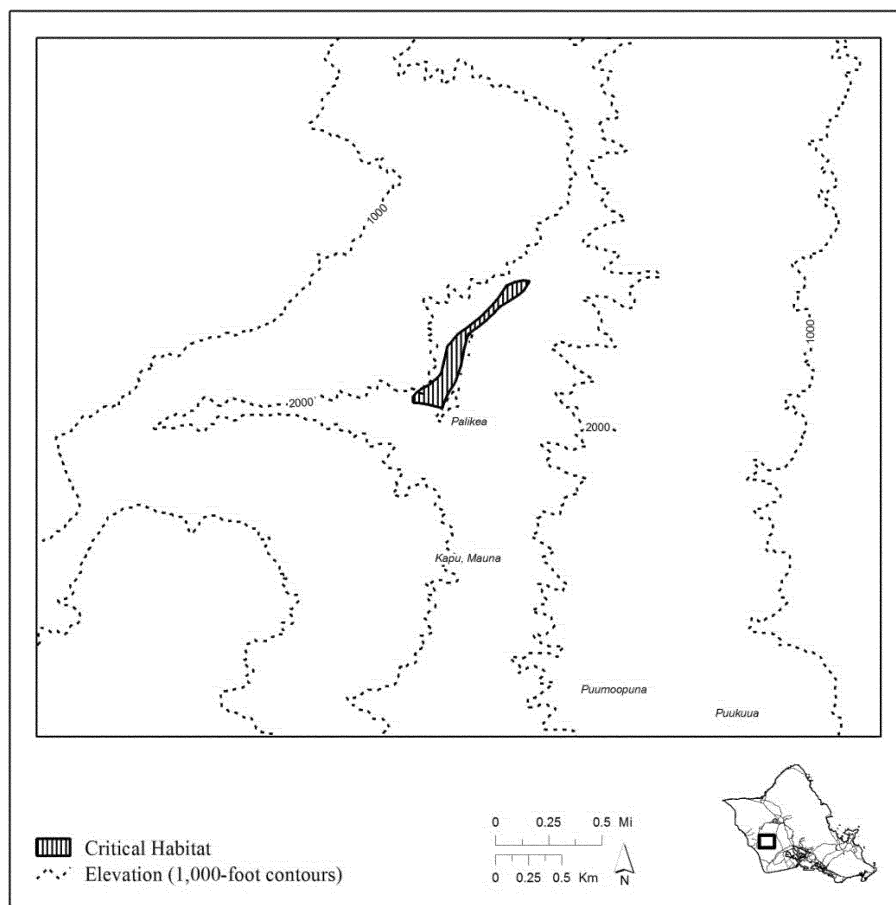 1000
1000
2000
Palikea
2000
Kapu, Mauna
Puumoopuna
Puukuua
Critical Habitat
Elevation (1,000-foot contours)
0 0.25 0.5 Mi
0 0.25 0.5 Km
N